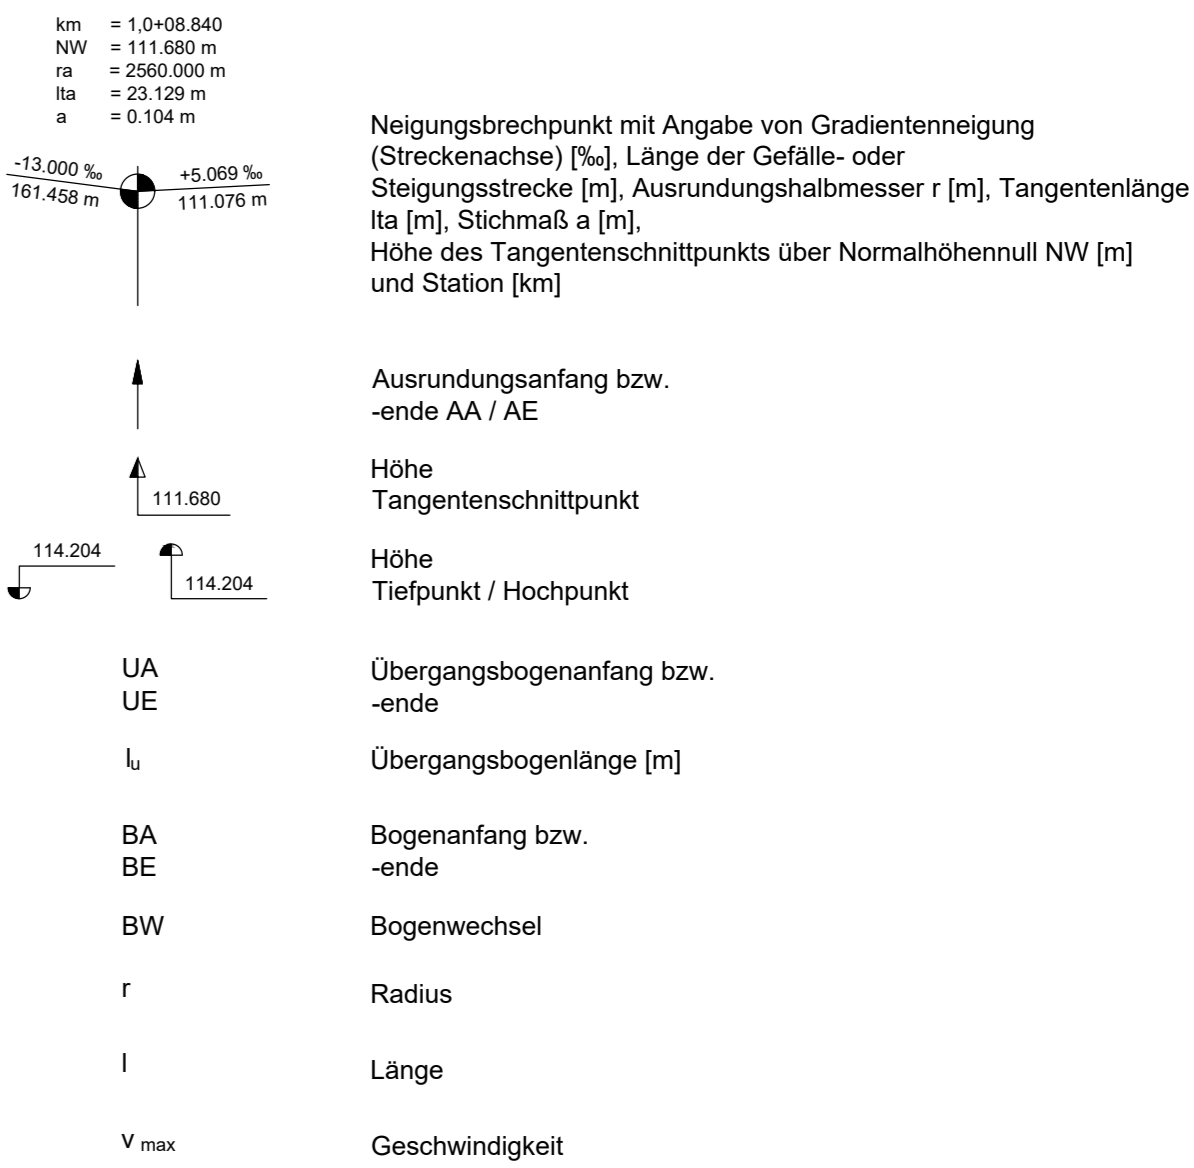 km = 1,0+08.840
NW = 111.680 m
ra = 2560.000 m
lta = 23.129 m
a = 0.104 m
-13.000 ‰
161.458 m
+5.069 ‰
111.076 m
Neigungsbrechpunkt mit Angabe von Gradientenneigung
(Streckenachse) [‰], Länge der Gefälle- oder
Steigungsstrecke [m], Ausrundungshalbmesser r [m], Tangentenlänge
lta [m], Stichmaß a [m],
Höhe des Tangentenschnittpunkts über Normalhöhennull NW [m]
und Station [km]
Ausrundungsanfang bzw.
-ende AA / AE
111.680
Höhe
Tangentenschnittpunkt
114.204
114.204
Höhe
Tiefpunkt / Hochpunkt
UA Übergangsbogenanfang bzw.
UE -ende
lu Übergangsbogenlänge [m]
BA Bogenanfang bzw.
BE -ende
BW Bogenwechsel
r Radius
l Länge
v max Geschwindigkeit